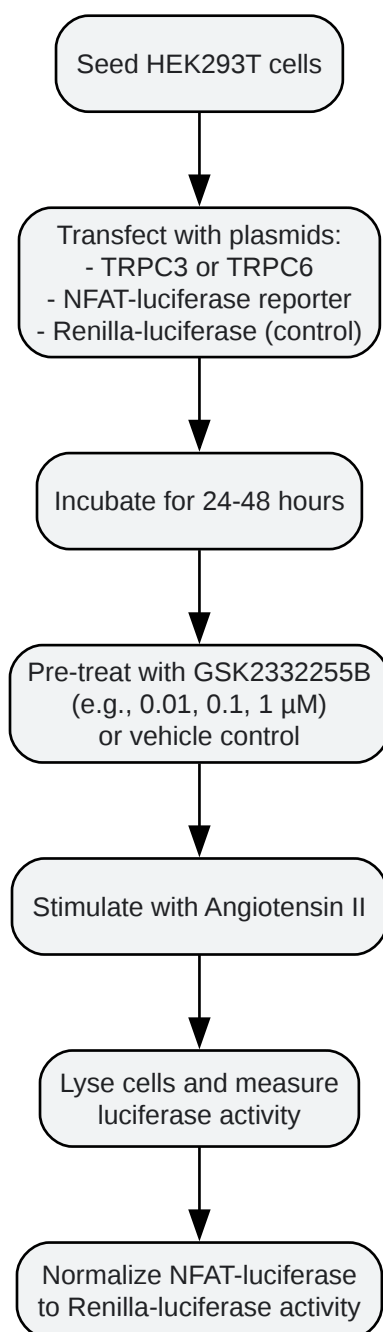 Seed HEK293T cells
Transfect with plasmids:
- TRPC3 or TRPC6
- NFAT-luciferase reporter
- Renilla-luciferase (control)
Incubate for 24-48 hours
Pre-treat with GSK2332255B
(e.g., 0.01, 0.1, 1 µM)
or vehicle control
Stimulate with Angiotensin II
Lyse cells and measure
luciferase activity
Normalize NFAT-luciferase
to Renilla-luciferase activity